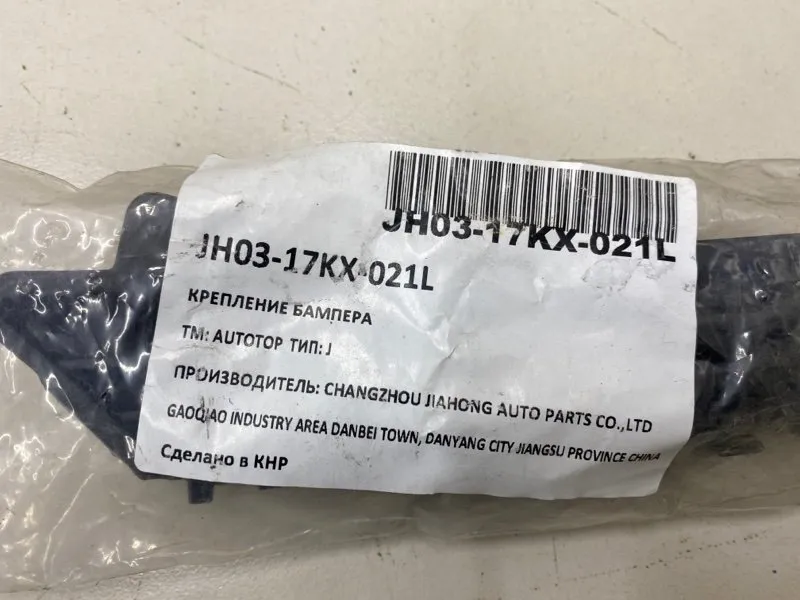 JH03-17KX-021L
JH03-17KX-021L
КРЕПЛЕНИЕ БАМПЕРА
TM: AUTOTOP ТИП: J
ПРОИЗВОДИТЕЛЬ: CHANGZHOU JIAHONG AUTO PARTS CO.,LTD
GAOQIAO INDUSTRY AREA DANBEI TOWN, DANYANG CITY JIANGSU PROVINCE CHINA
Сделано в КНР